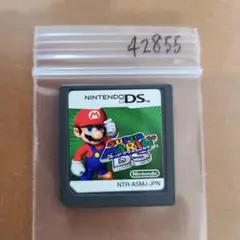 42855
NINTENDO DS
SUPER
MARIO 64
DS
Nintendo
NTR-ASMJ-JPN